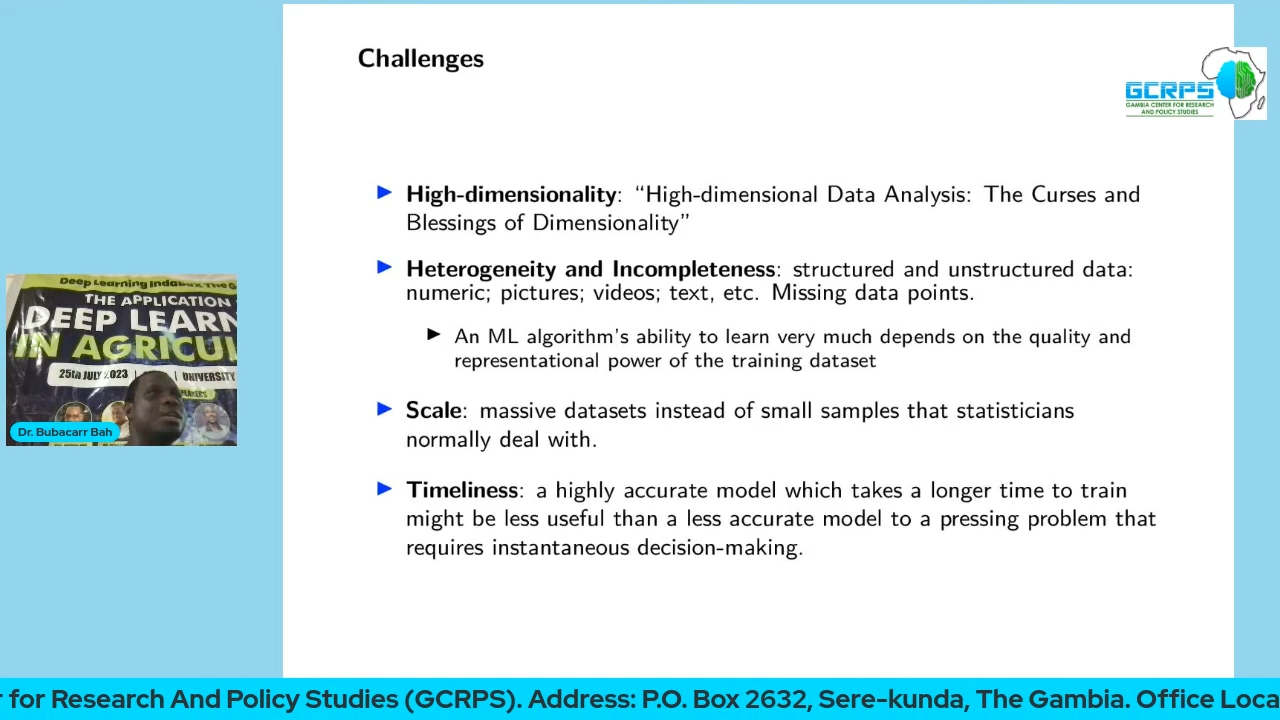 Challenges
GCRPS
GAMBIA CENTER FOR RESEARCH
AND POLICY STUDIES
▶ High-dimensionality: “High-dimensional Data Analysis: The Curses and
Blessings of Dimensionality”
▶ Heterogeneity and Incompleteness: structured and unstructured data:
numeric; pictures; videos; text, etc. Missing data points.
▶ An ML algorithm’s ability to learn very much depends on the quality and
representational power of the training dataset
▶ Scale: massive datasets instead of small samples that statisticians
normally deal with.
▶ Timeliness: a highly accurate model which takes a longer time to train
might be less useful than a less accurate model to a pressing problem that
requires instantaneous decision-making.
Deep Learning IndabaX The G
THE APPLICATION
DEEP LEARN
IN AGRICUL
25th JULY 2023 | | UNIVERSITY
Dr. Bubacarr Bah
r for Research And Policy Studies (GCRPS). Address: P.O. Box 2632, Sere-kunda, The Gambia. Office Loca